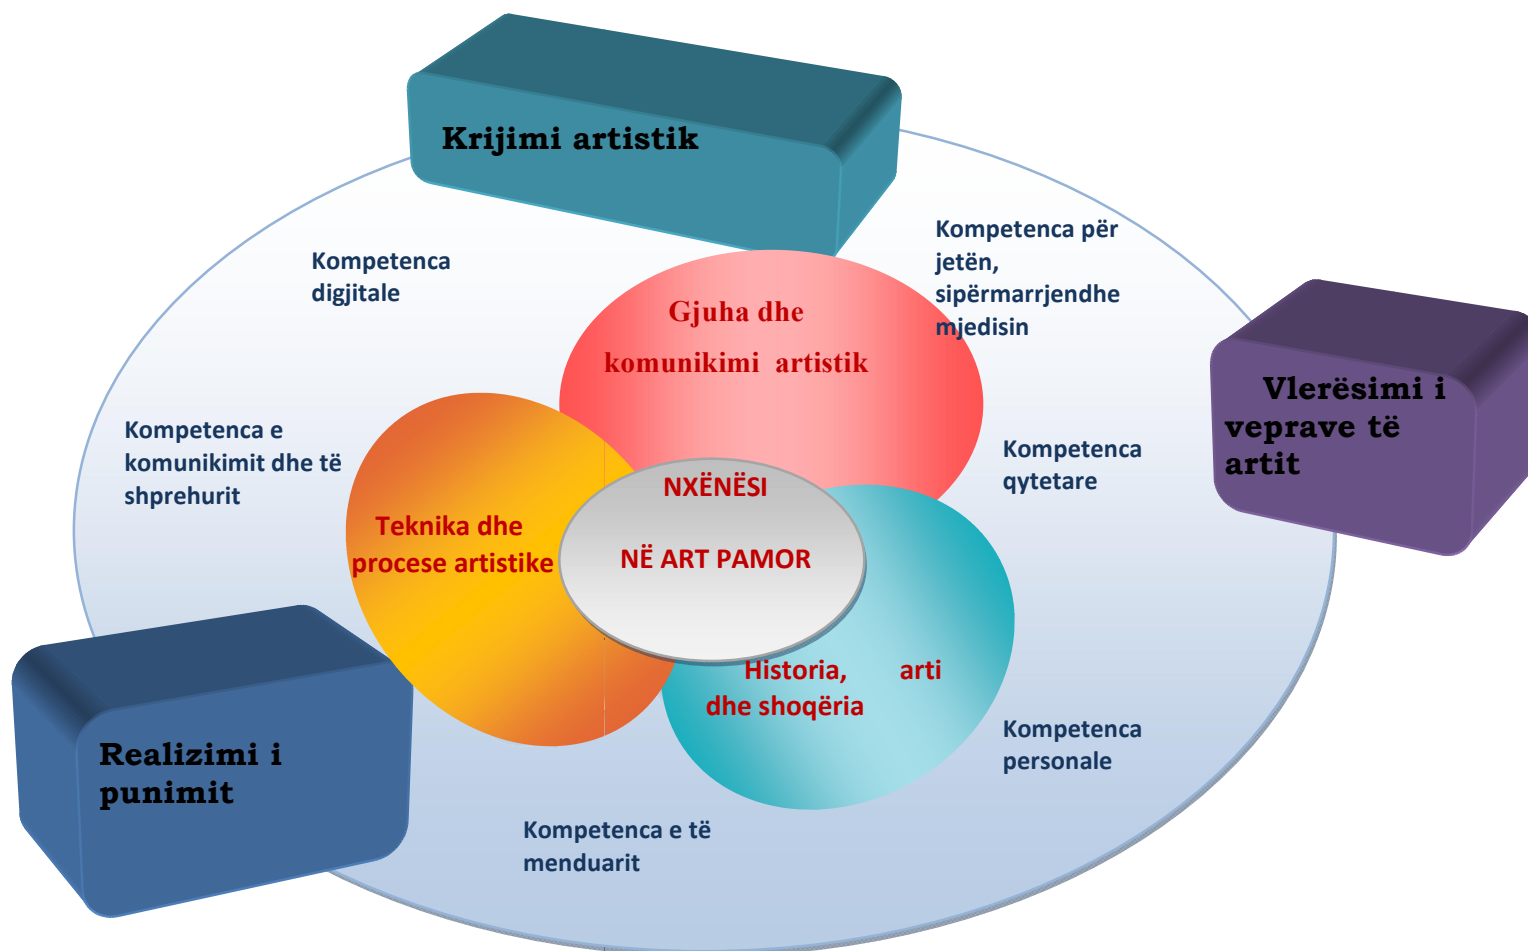 Krijimi artistik
Kompetenca për
jetën,
sipërmarrjendhe
mjedisin
Kompetenca
digjitale
Gjuha dhe
komunikimi artistik
Vlerësimi i
veprave të
artit
Kompetenca e
komunikimit dhe të
shprehurit
Kompetenca
qytetare
NXËNËSI
NË ART PAMOR
Teknika dhe
procese artistike
Historia, arti
dhe shoqëria
Kompetenca
personale
Realizimi i
punimit
Kompetenca e të
menduarit